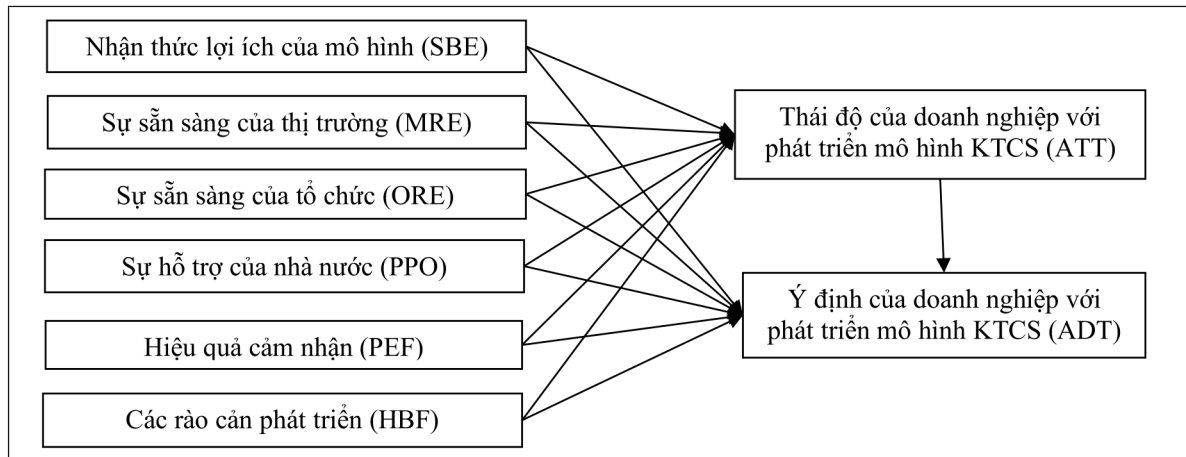 Nhận thức lợi ích của mô hình (SBE)
Sự sẵn sàng của thị trường (MRE)
Sự sẵn sàng của tổ chức (ORE)
Sự hỗ trợ của nhà nước (PPO)
Hiệu quả cảm nhận (PEF)
Các rào cản phát triển (HBF)
Thái độ của doanh nghiệp với
phát triển mô hình KTCS (ATT)
Ý định của doanh nghiệp với
phát triển mô hình KTCS (ADT)